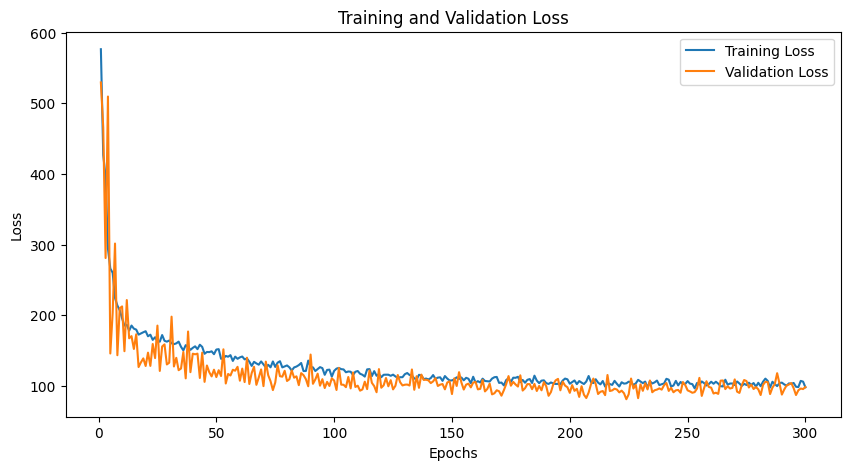 Training and Validation Loss
600
500
400
300
200
100
Loss
Training Loss
Validation Loss
0
50
100
150
200
250
300
Epochs